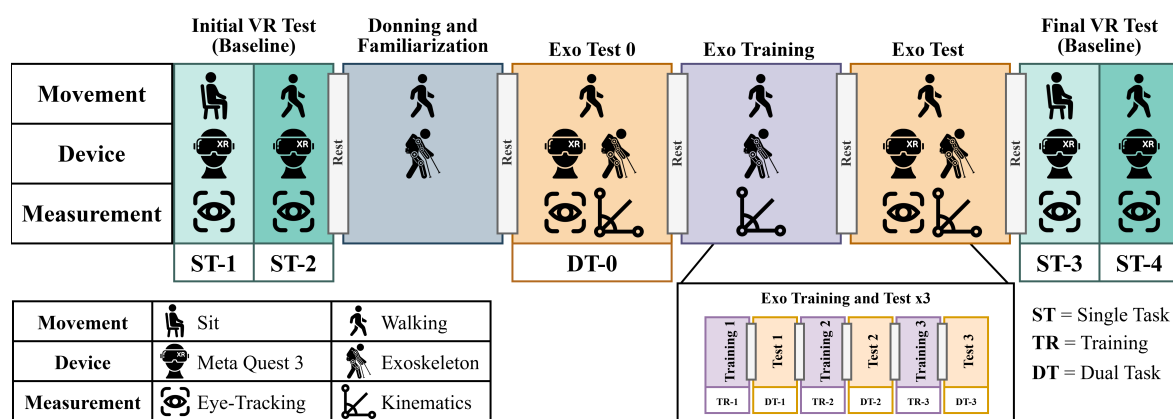 Initial VR Test
(Baseline)
Donning and
Familiarization
Exo Test 0
Exo Training
Exo Test
Final VR Test
(Baseline)
Movement
Device
Measurement
XR
XR
Rest
Rest
XR
Rest
Rest
XR
Rest
XR
XR
ST-1
ST-2
DT-0
ST-3
ST-4
Exo Training and Test x3
Training 1
Test 1
Training 2
Test 2
Training 3
Test 3
TR-1
DT-1
TR-2
DT-2
TR-3
DT-3
Movement
Sit
Walking
Device
XR
Meta Quest 3
Exoskeleton
Measurement
Eye-Tracking
Kinematics
ST = Single Task
TR = Training
DT = Dual Task